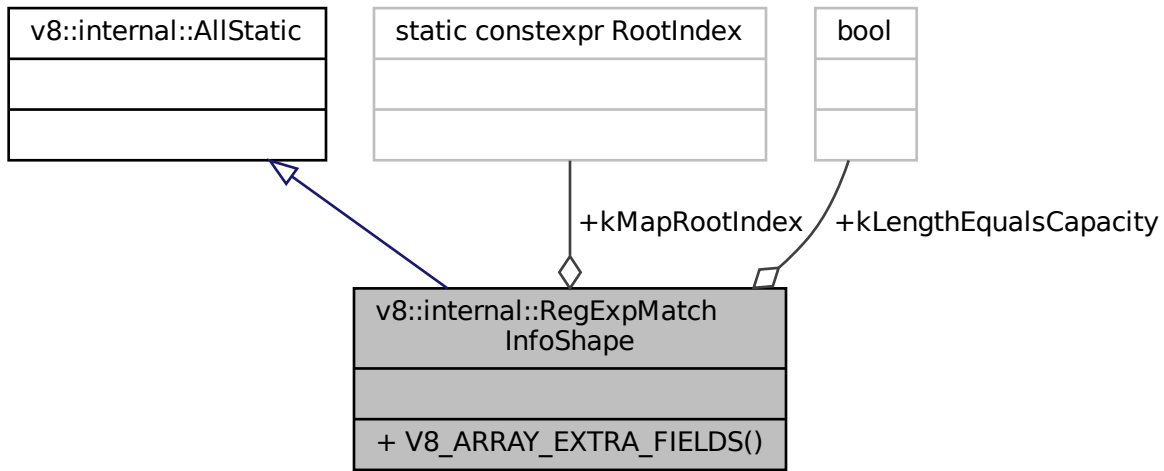 v8::internal::AllStatic
static constexpr RootIndex
bool
+kMapRootIndex
+kLengthEqualsCapacity
v8::internal::RegExpMatch
InfoShape
+ V8_ARRAY_EXTRA_FIELDS()